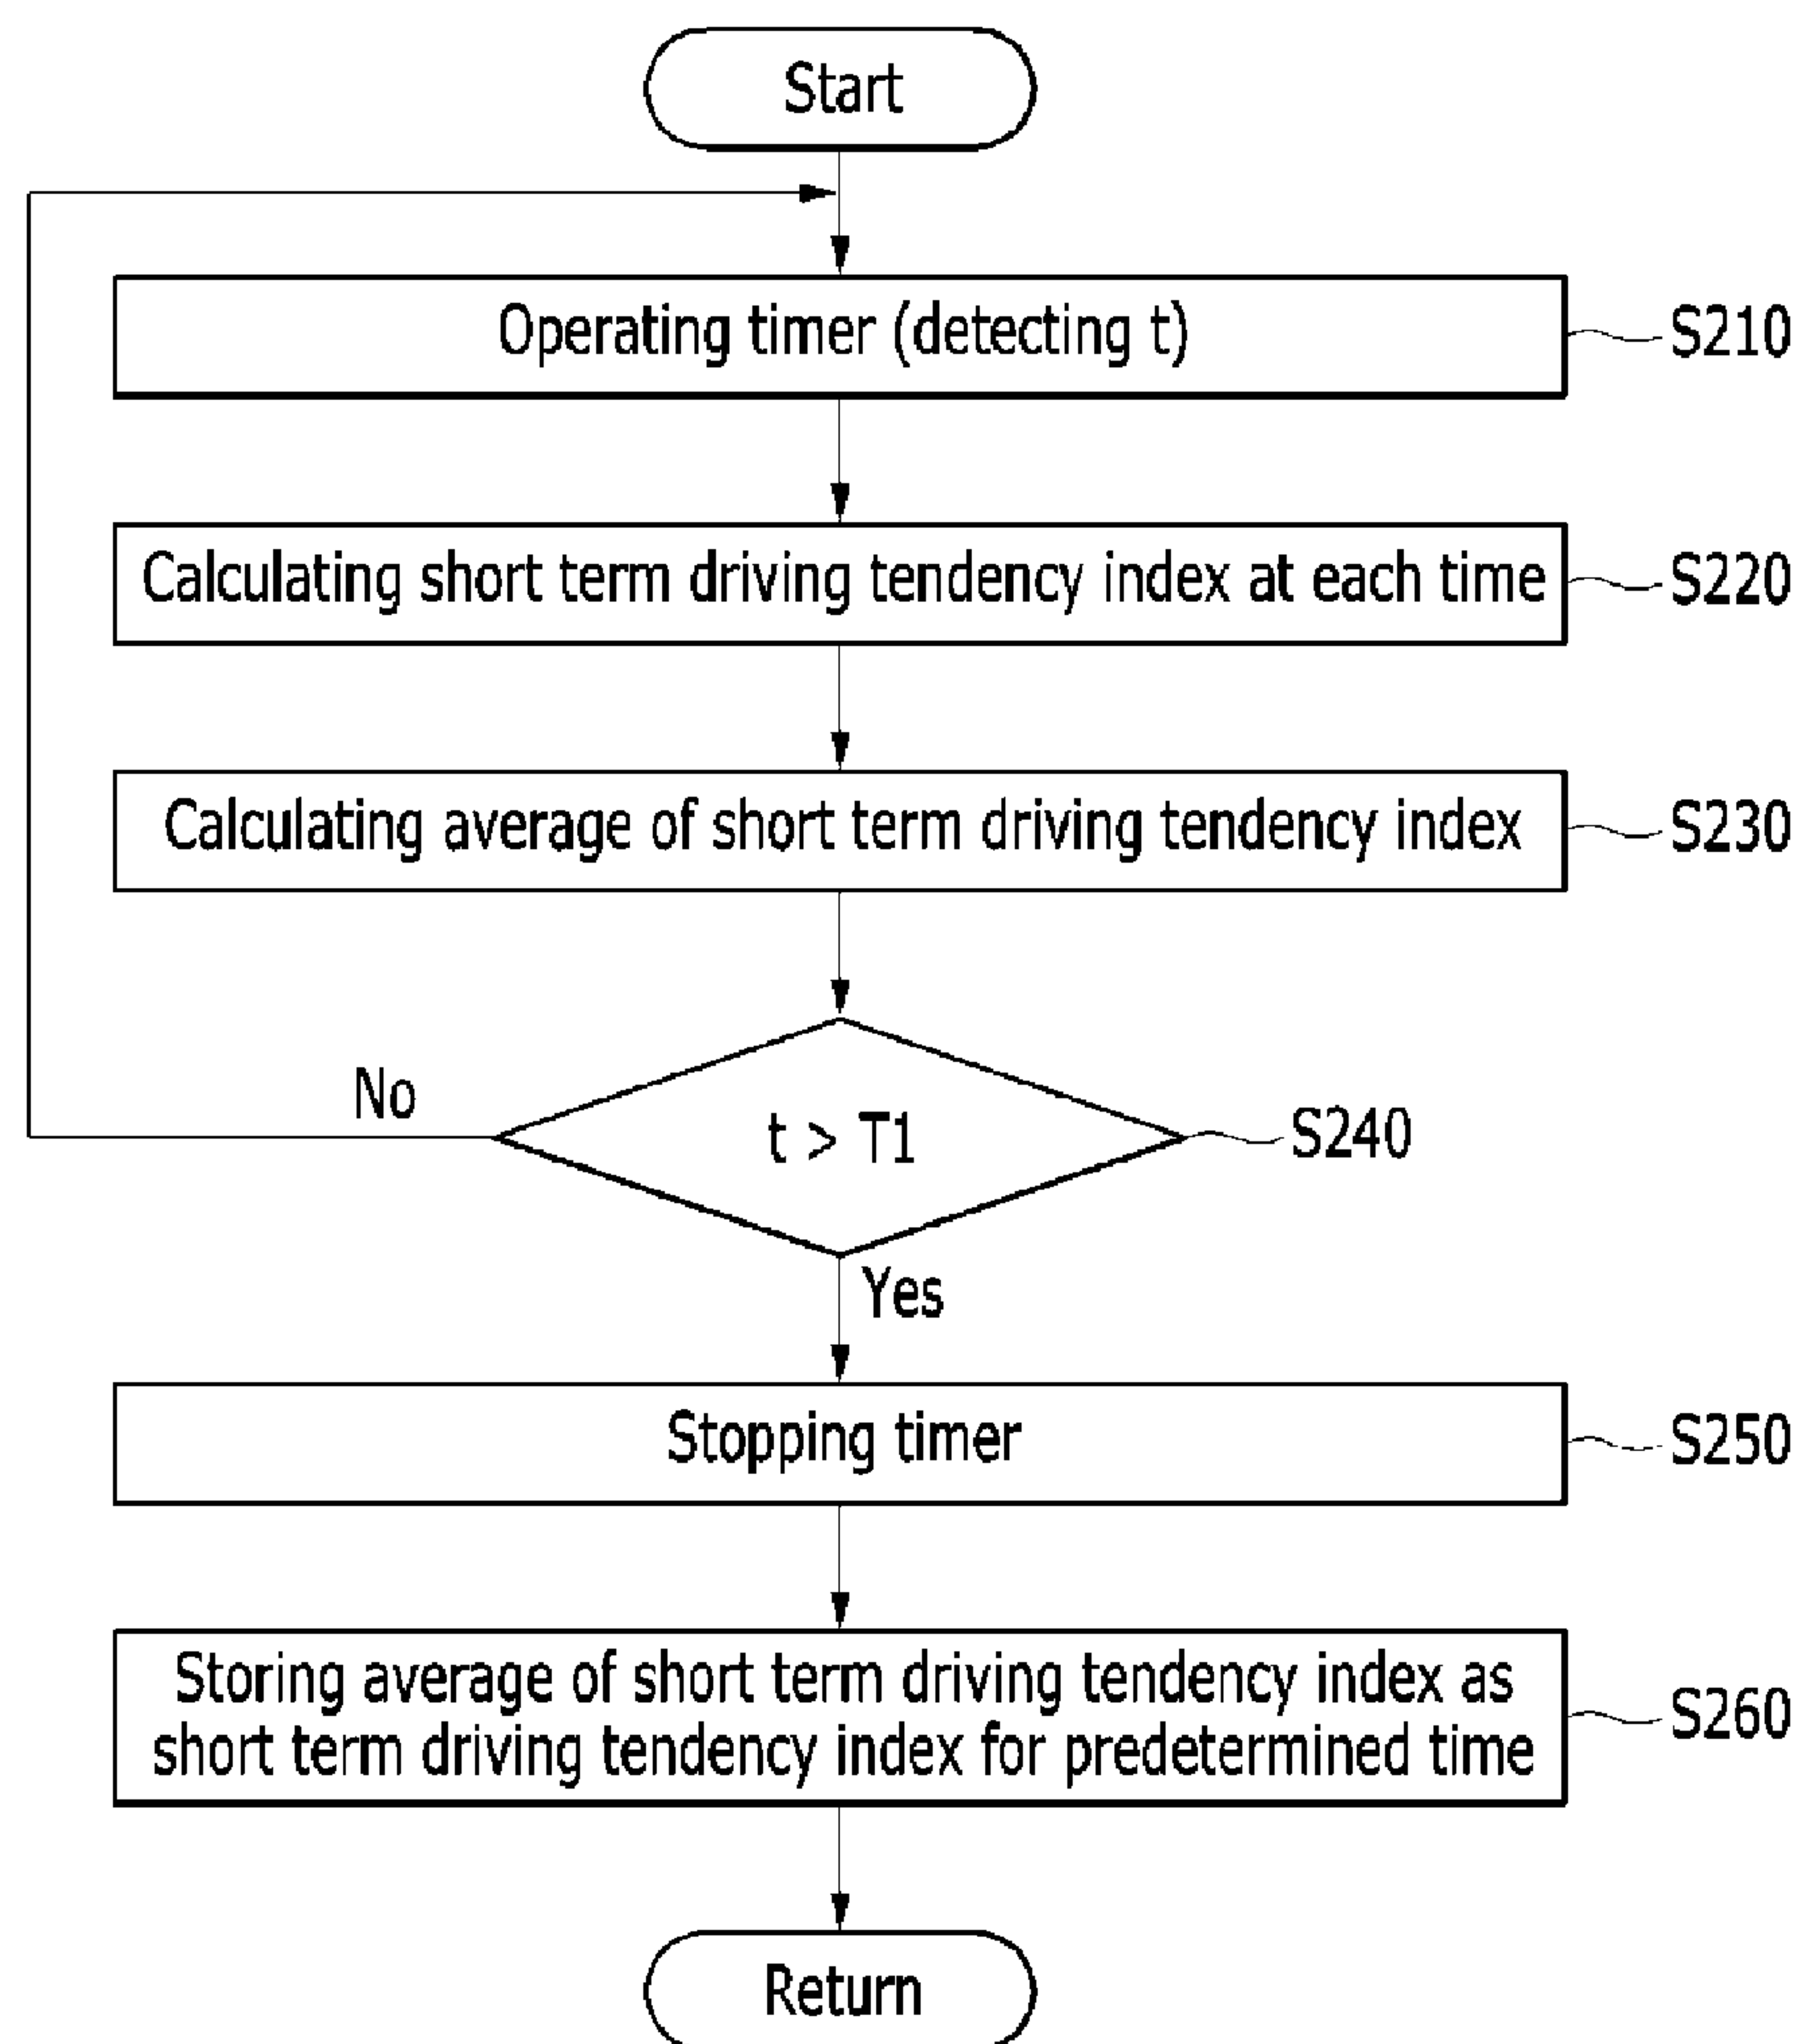 Start
Operating timer (detecting t)
S210
Calculating short term driving tendency index at each time
S220
Calculating average of short term driving tendency index
S230
No
t > T1
S240
Yes
Stopping timer
S250
Storing average of short term driving tendency index as
short term driving tendency index for predetermined time
S260
Return